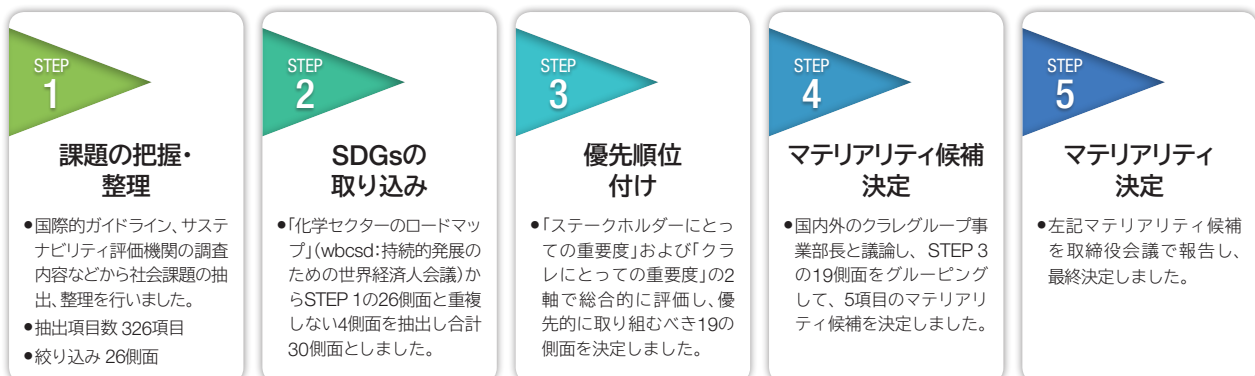 STEP
1
課題の把握・
整理
●国際的ガイドライン、サステ
ナビリティ評価機関の調査
内容などから社会課題の抽
出、整理を行いました。
●抽出項目数 326項目
●絞り込み 26側面
STEP
2
SDGsの
取り込み
●「化学セクターのロードマッ
プ」(wbcsd:持続的発展の
ための世界経済人会議)か
らSTEP 1の26側面と重複
しない4側面を抽出し合計
30側面としました。
STEP
3
優先順位
付け
●「ステークホルダーにとっ
ての重要度」および「クラ
レにとっての重要度」の2
軸で総合的に評価し、優
先的に取り組むべき19の
側面を決定しました。
STEP
4
マテリアリティ候補
決定
●国内外のクラレグループ事
業部長と議論し、STEP 3
の19側面をグルーピング
して、5項目のマテリアリ
ティ候補を決定しました。
STEP
5
マテリアリティ
決定
●左記マテリアリティ候補
を取締役会議で報告し、
最終決定しました。